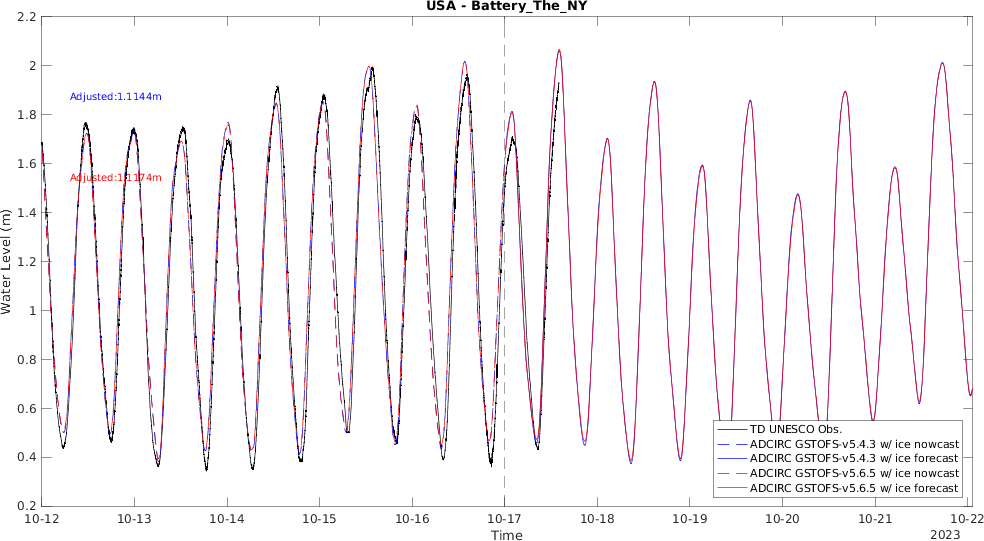 USA - Battery_The_NY
2.2
2
1.8
1.6
1.4
1.2
1
0.8
0.6
0.4
0.2
Water Level (m)
Adjusted:1.1144m
Adjusted:1.1174m
TD UNESCO Obs.
ADCIRC GSTOFS-v5.4.3 w/ ice nowcast
ADCIRC GSTOFS-v5.4.3 w/ ice forecast
ADCIRC GSTOFS-v5.6.5 w/ ice nowcast
ADCIRC GSTOFS-v5.6.5 w/ ice forecast
10-12 10-13 10-14 10-15 10-16 10-17 10-18 10-19 10-20 10-21 10-22
Time
2023